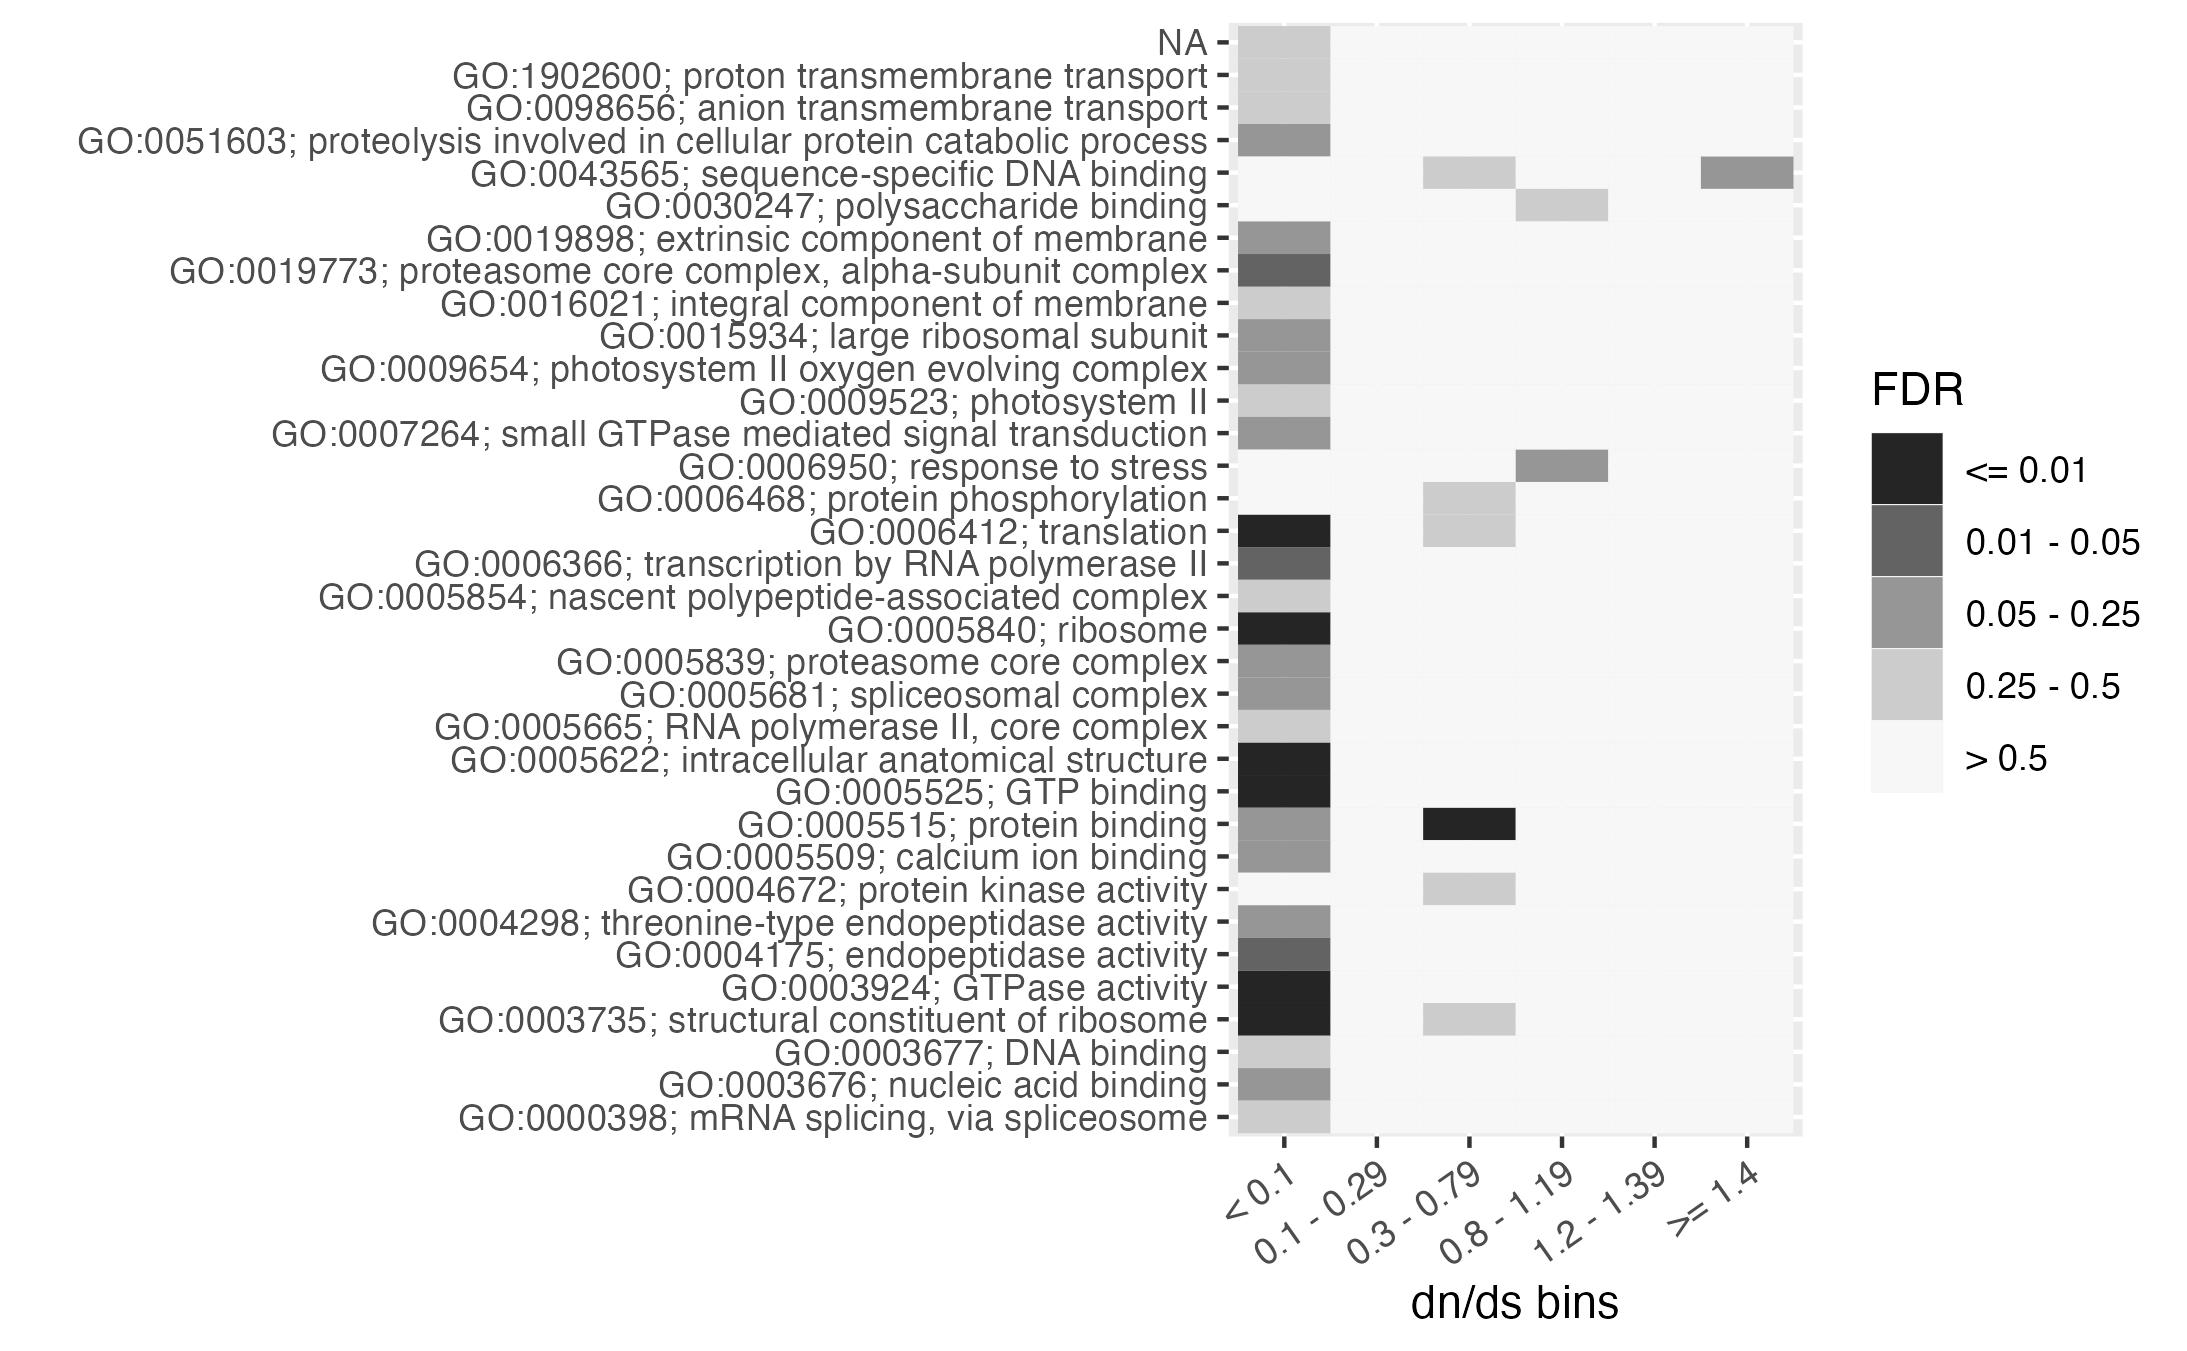 NA
GO:1902600; proton transmembrane transport
GO:0098656; anion transmembrane transport
GO:0051603; proteolysis involved in cellular protein catabolic process
GO:0043565; sequence-specific DNA binding
GO:0030247; polysaccharide binding
GO:0019898; extrinsic component of membrane
GO:0019773; proteasome core complex, alpha-subunit complex
GO:0016021; integral component of membrane
GO:0015934; large ribosomal subunit
GO:0009654; photosystem II oxygen evolving complex
GO:0009523; photosystem II
GO:0007264; small GTPase mediated signal transduction
GO:0006950; response to stress
GO:0006468; protein phosphorylation
GO:0006412; translation
GO:0006366; transcription by RNA polymerase II
GO:0005854; nascent polypeptide-associated complex
GO:0005840; ribosome
GO:0005839; proteasome core complex
GO:0005681; spliceosomal complex
GO:0005665; RNA polymerase II, core complex
GO:0005622; intracellular anatomical structure
GO:0005525; GTP binding
GO:0005515; protein binding
GO:0005509; calcium ion binding
GO:0004672; protein kinase activity
GO:0004298; threonine-type endopeptidase activity
GO:0004175; endopeptidase activity
GO:0003924; GTPase activity
GO:0003735; structural constituent of ribosome
GO:0003677; DNA binding
GO:0003676; nucleic acid binding
GO:0000398; mRNA splicing, via spliceosome
< 0.1
0.1 - 0.29
0.3 - 0.79
0.8 - 1.19
1.2 - 1.39
>= 1.4
dn/ds bins
FDR
<= 0.01
0.01 - 0.05
0.05 - 0.25
0.25 - 0.5
> 0.5